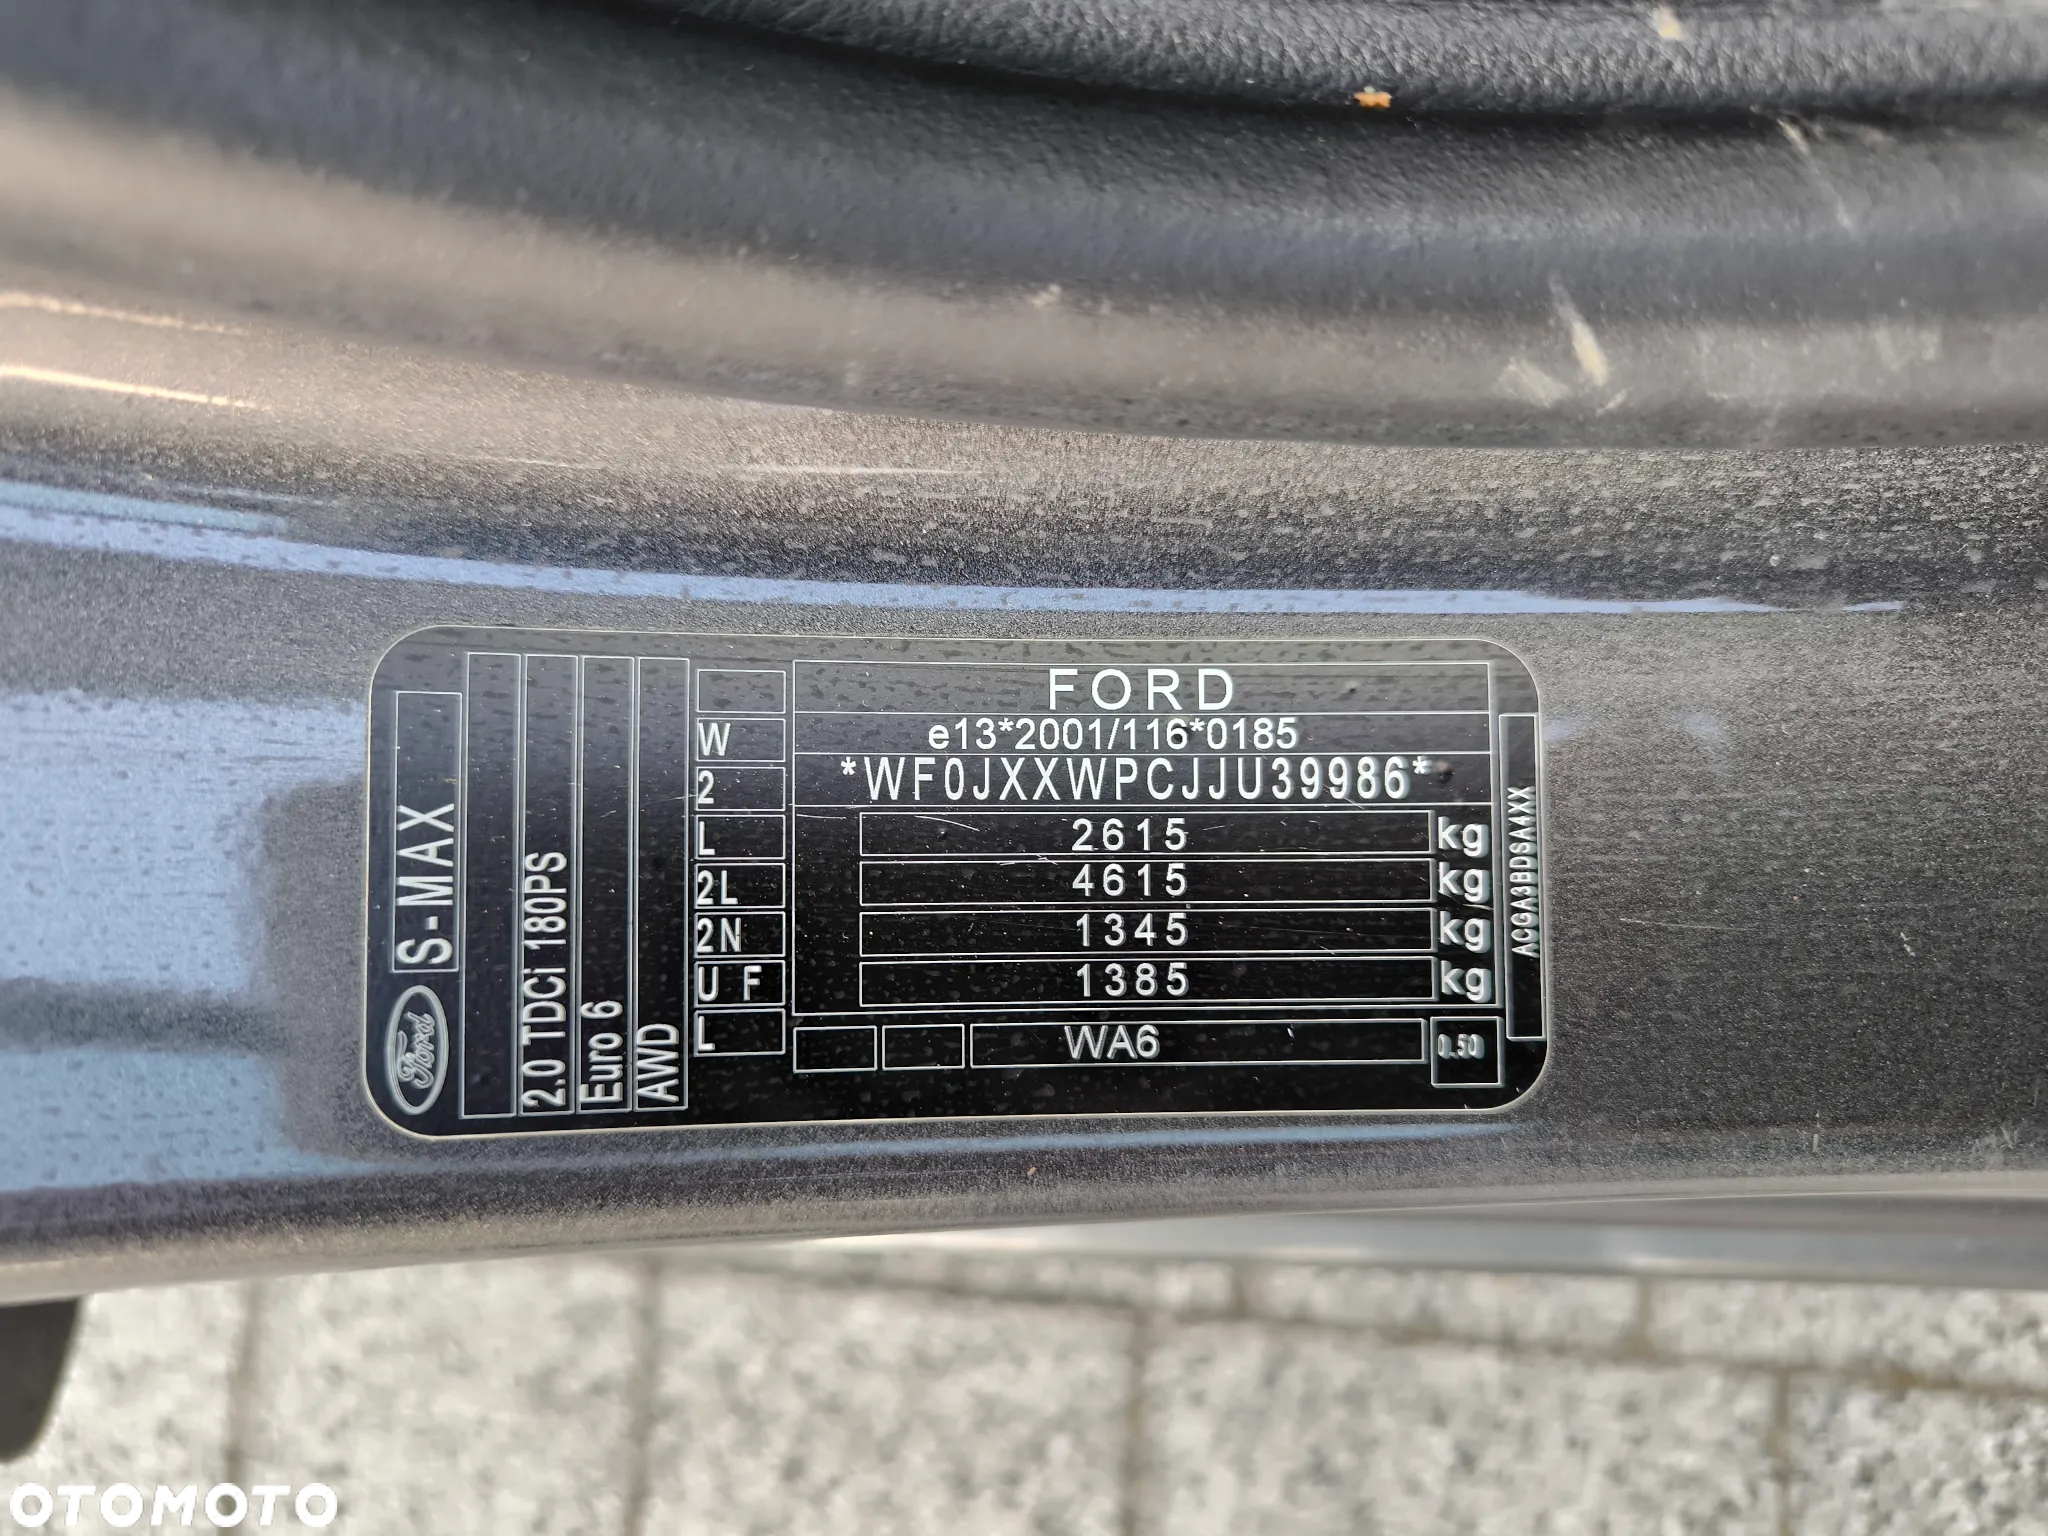 FORD
W e13*2001/116*0185
2 *WF0JXXWPCJJU39986*
L 2615 kg
2L 4615 kg
2N 1345 kg
U F 1385 kg
L WA6 0.50
Ford S-MAX
2.0 TDCi 180PS
Euro 6
AWD
ACGA3BDSA4XX
OTOMOTO